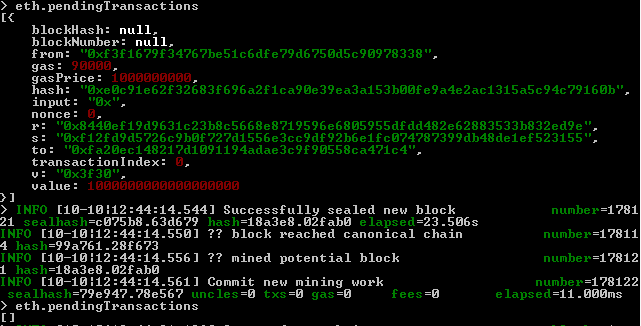 > eth.pendingTransactions
[{
blockHash: null,
blockNumber: null,
from: "0xf3f1679f34767be51c6dfe79d6750d5c90978338",
gas: 90000,
gasPrice: 1000000000,
hash: "0xe0c91e62f32683f696a2f1ca90e39ea3a153b00fe9a4e2ac1315a5c94c79160b",
input: "0x",
nonce: 0,
r: "0x8440ef19d9631c23b8c5668e8719596e6805955dfdd482e62883533b832ed9e",
s: "0xf12fd9d5726c9b0f727d1556e3cc9df92b6e1fc074787399db48de1ef523155",
to: "0xfa20ec148217d1091194adae3c9f90558ca471c4",
transactionIndex: 0,
v: "0x3f30",
value: 10000000000000000000
}]
> INFO [10-10|12:44:14.544] Successfully sealed new block number=1781
21 sealhash=c075b8.63d679 hash=18a3e8.02fab0 elapsed=23.506s
INFO [10-10|12:44:14.550] ?? block reached canonical chain number=17811
4 hash=99a761.28f673
INFO [10-10|12:44:14.556] ?? mined potential block number=17812
1 hash=18a3e8.02fab0
INFO [10-10|12:44:14.561] Commit new mining work number=178122
sealhash=79e947.78e567 uncles=0 txs=0 gas=0 fees=0 elapsed=11.000ms
> eth.pendingTransactions
[]